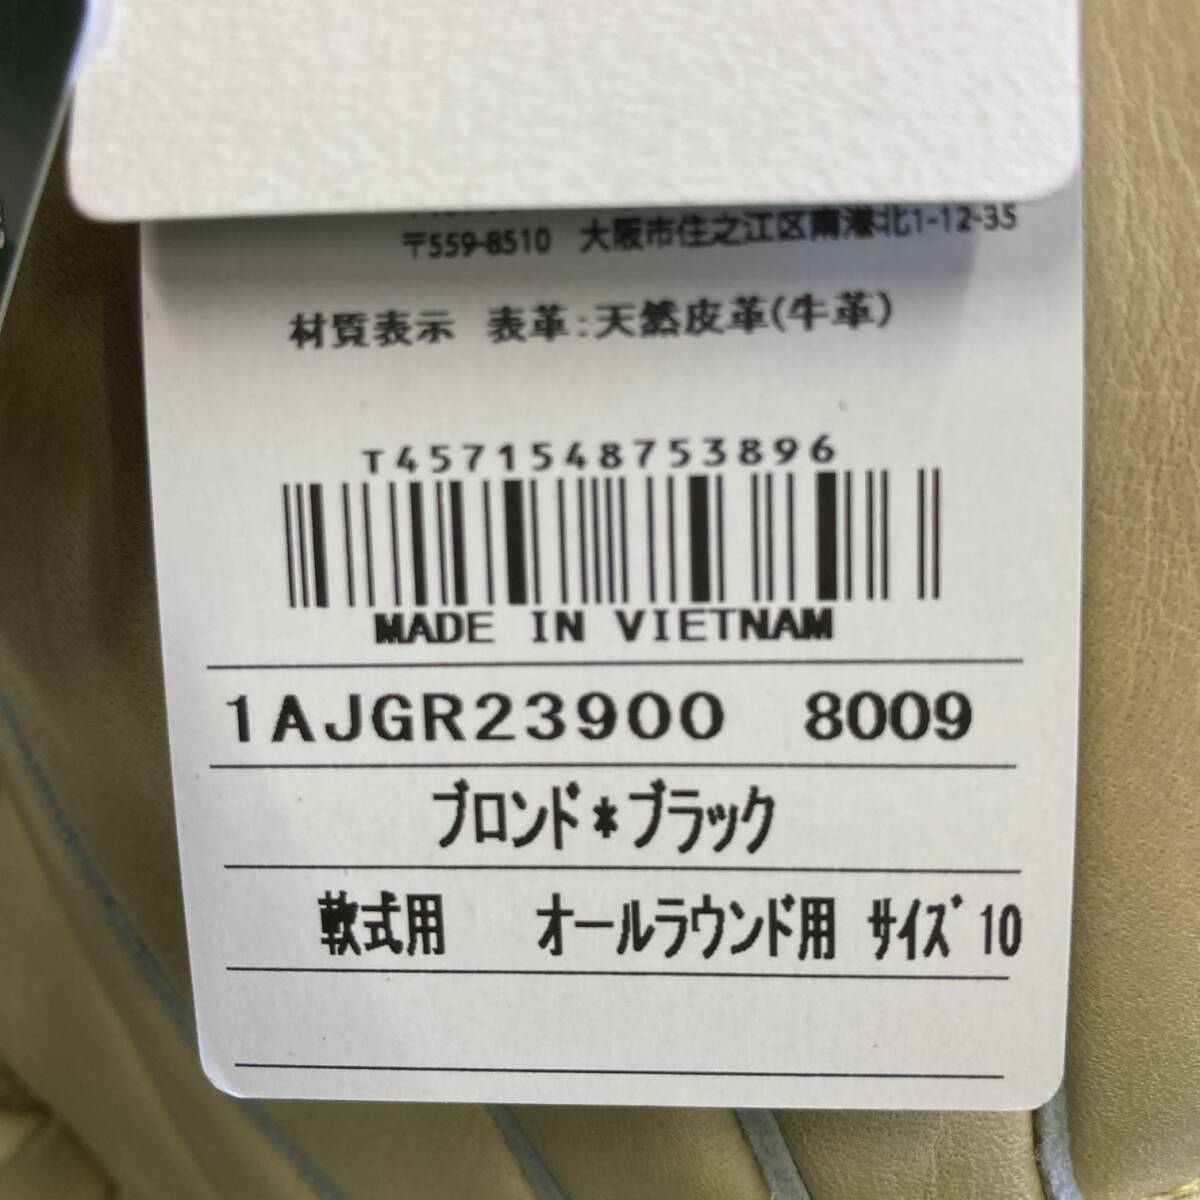 〒559-8510 大阪市住之江区南港北1-12-35
材質表示 表革:天然皮革(牛革)
T4571548753896
MADE IN VIETNAM
1AJGR23900 8009
ブロンド*ブラック
軟式用 オールラウンド用 サイズ10